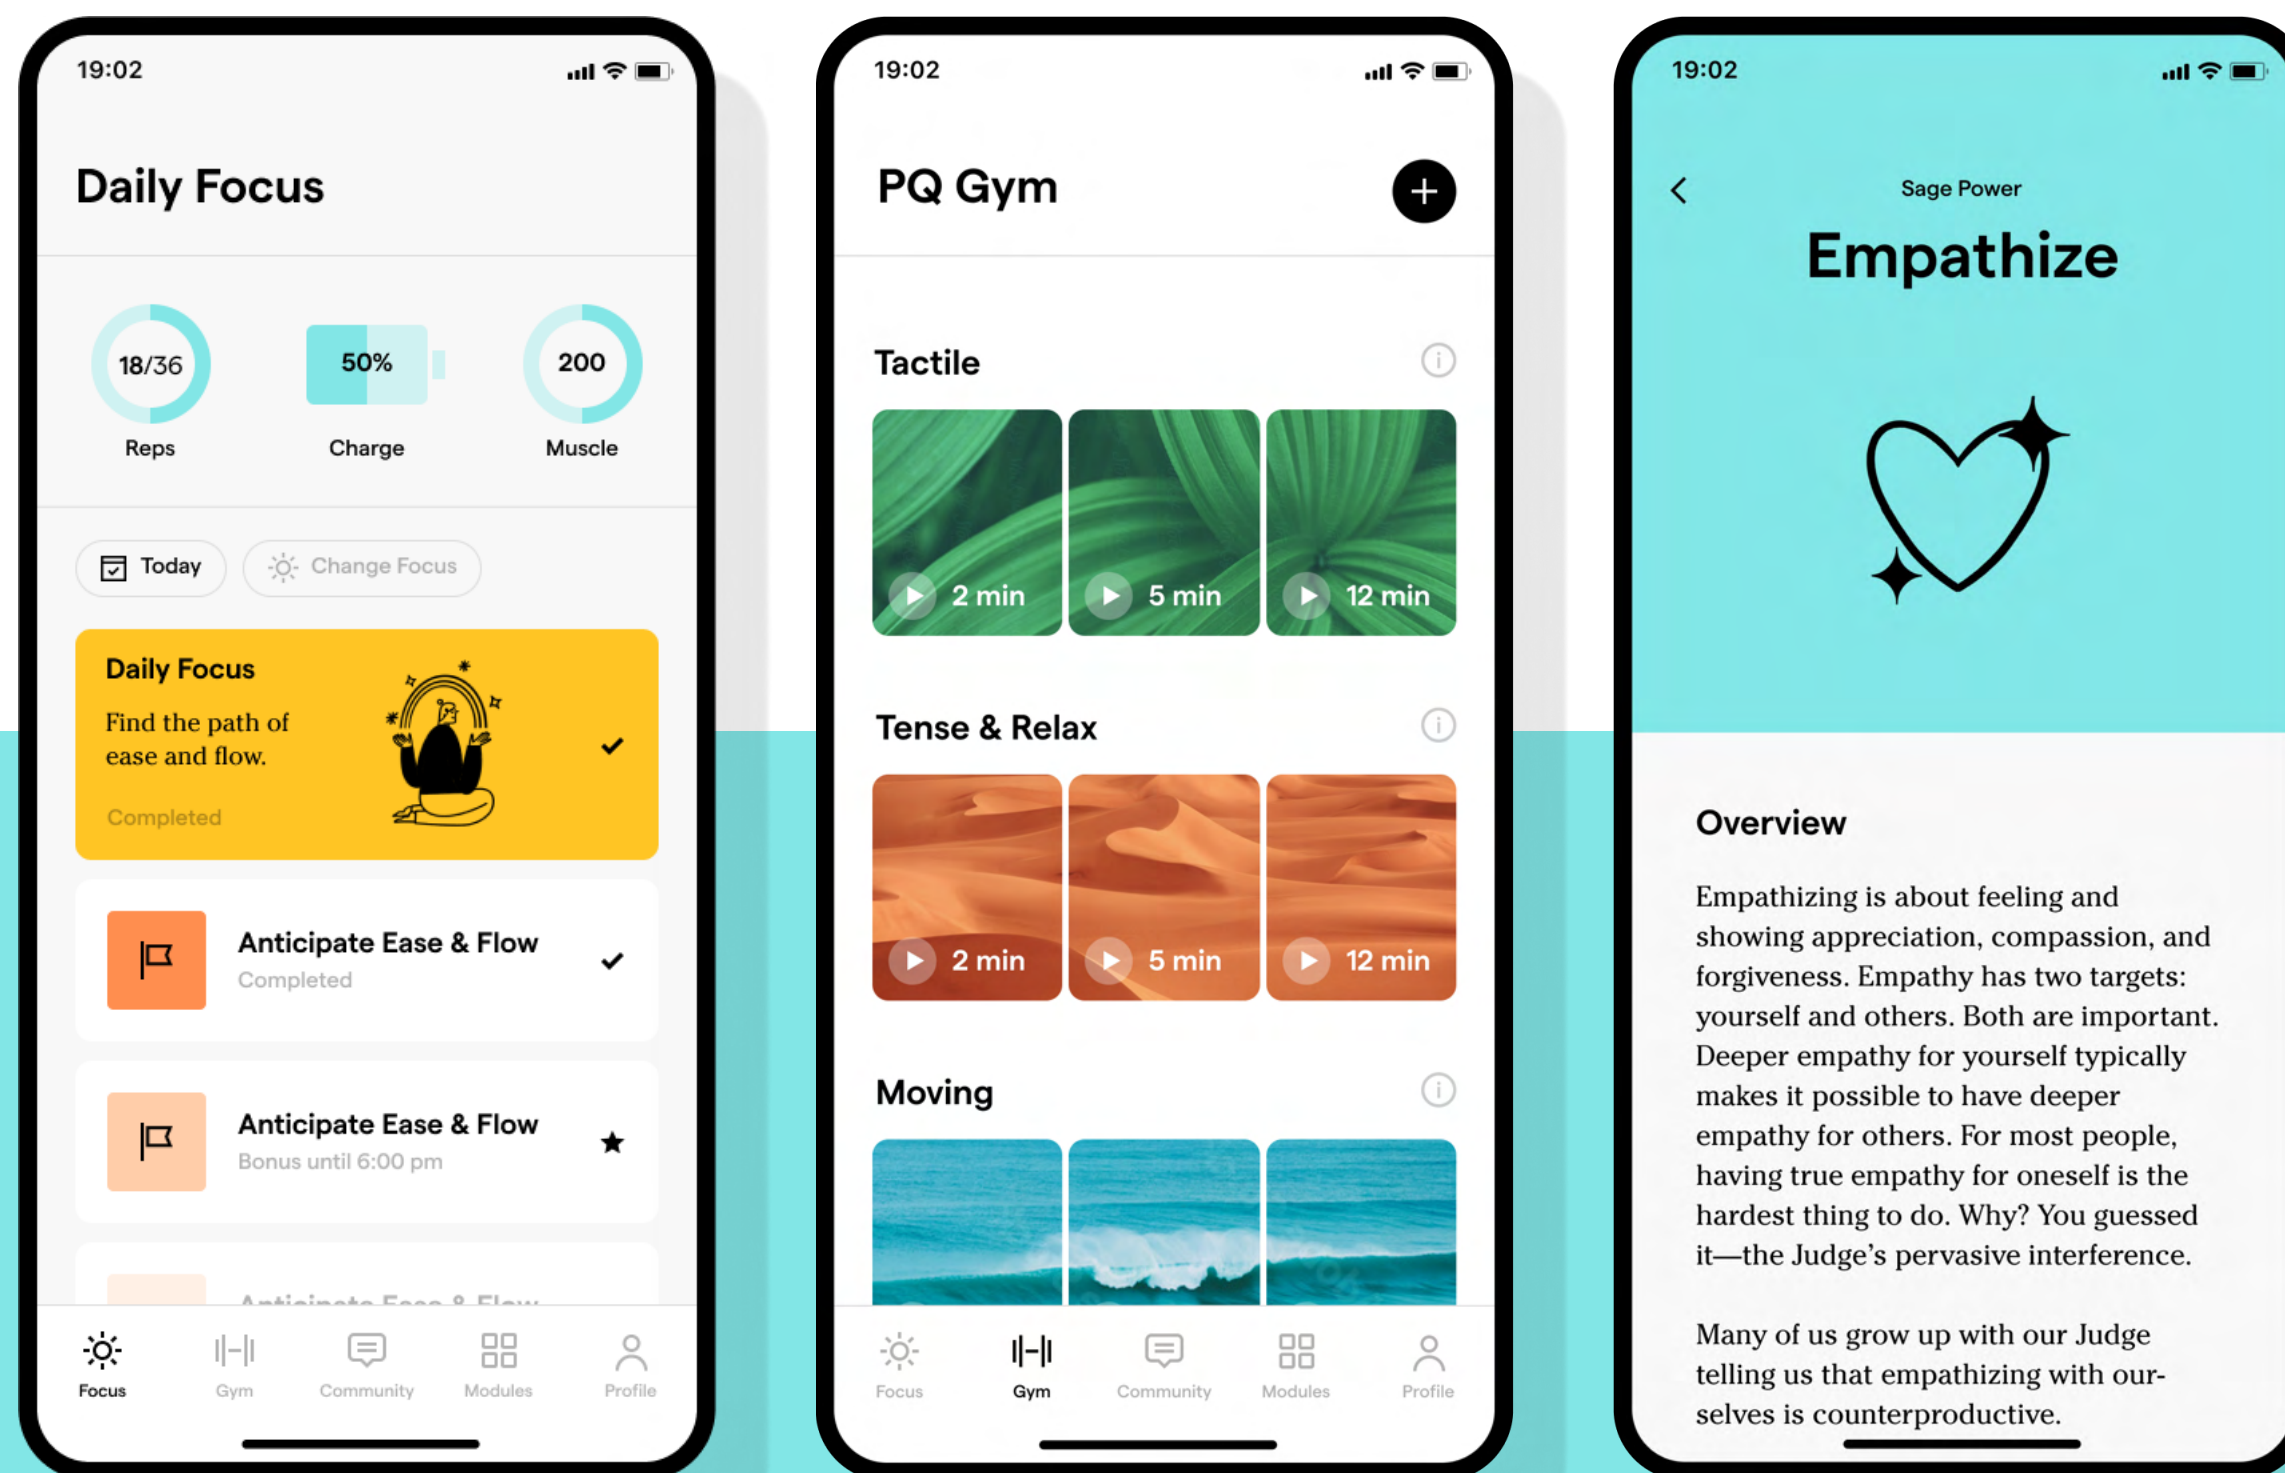 19:02
Daily Focus
18/36
50%
200
Reps
Charge
Muscle
Today
Change Focus
Daily Focus
Find the path of
ease and flow.
Completed
Anticipate Ease & Flow
Completed
Anticipate Ease & Flow
Bonus until 6:00 pm
Anticipate Ease & Flow
Focus
Gym
Community
Modules
Profile
19:02
PQ Gym
Tactile
2 min
5 min
12 min
Tense & Relax
2 min
5 min
12 min
Moving
Focus
Gym
Community
Modules
Profile
19:02
Sage Power
Empathize
Overview
Empathizing is about feeling and
showing appreciation, compassion, and
forgiveness. Empathy has two targets:
yourself and others. Both are important.
Deeper empathy for yourself typically
makes it possible to have deeper
empathy for others. For most people,
having true empathy for oneself is the
hardest thing to do. Why? You guessed
it—the Judge’s pervasive interference.
Many of us grow up with our Judge
telling us that empathizing with our-
selves is counterproductive.